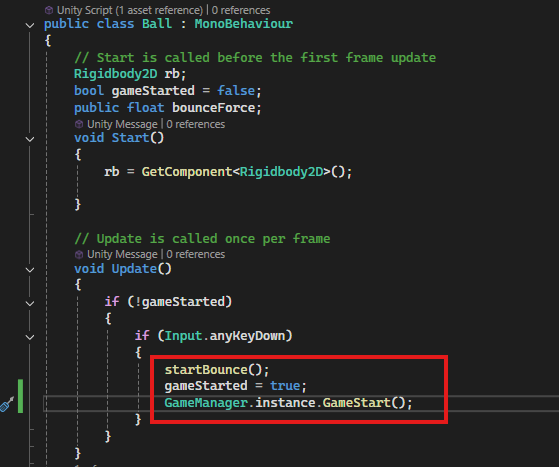 Unity Script (1 asset reference) | 0 references
public class Ball : MonoBehaviour
{
// Start is called before the first frame update
Rigidbody2D rb;
bool gameStarted = false;
public float bounceForce;
Unity Message | 0 references
void Start()
{
rb = GetComponent<Rigidbody2D>();
}
// Update is called once per frame
Unity Message | 0 references
void Update()
{
if (!gameStarted)
{
if (Input.anyKeyDown)
{
startBounce();
gameStarted = true;
GameManager.instance.GameStart();
}
}
}